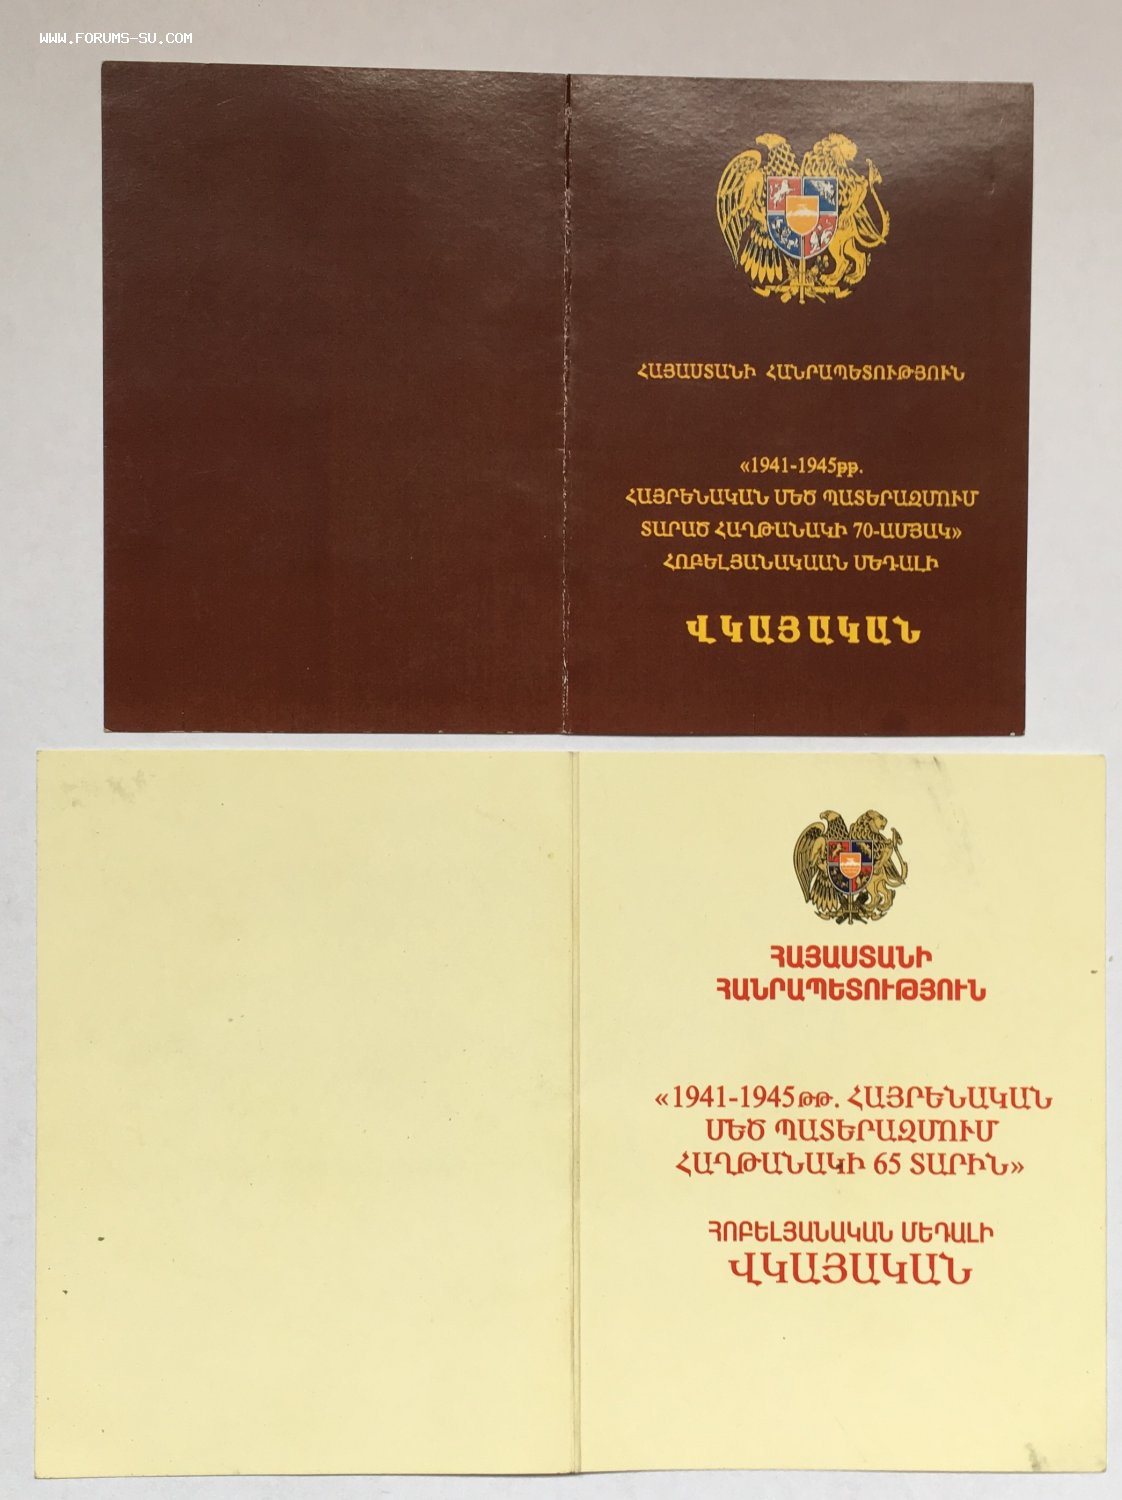 WWW.FORUMS-SU.COM
ՀԱՅԱՍՏԱՆԻ ՀԱՆՐԱՊԵՏՈՒԹՅՈՒՆ
«1941-1945թթ.
ՀԱՅՐԵՆԱԿԱՆ ՄԵԾ ՊԱՏԵՐԱԶՄՈՒՄ
ՏԱՐԱԾ ՀԱՂԹԱՆԱԿԻ 70-ԱՄՅԱԿ»
ՀՈԲԵԼՅԱՆԱԿԱԱՆ ՄԵԴԱԼԻ
ՎԿԱՅԱԿԱՆ
ՀԱՅԱՍՏԱՆԻ
ՀԱՆՐԱՊԵՏՈՒԹՅՈՒՆ
«1941-1945թթ. ՀԱՅՐԵՆԱԿԱՆ
ՄԵԾ ՊԱՏԵՐԱԶՄՈՒՄ
ՀԱՂԹԱՆԱԿԻ 65 ՏԱՐԻՆ»
ՀՈԲԵԼՅԱՆԱԿԱՆ ՄԵԴԱԼԻ
ՎԿԱՅԱԿԱՆ